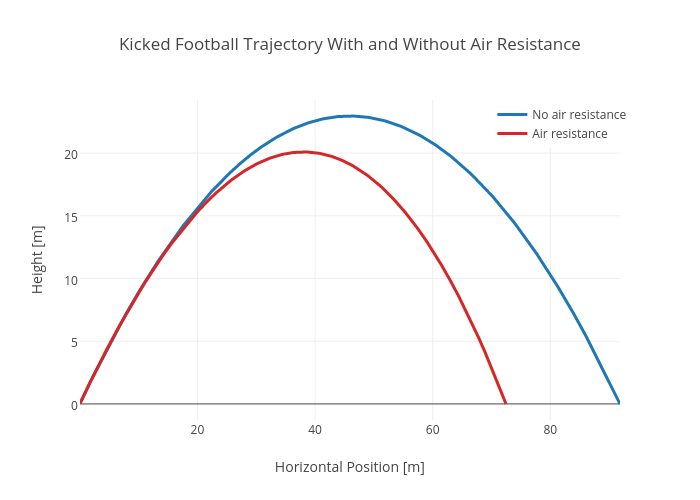 Kicked Football Trajectory With and Without Air Resistance
No air resistance
Air resistance
20
15
10
5
0
Height [m]
20 40 60 80
Horizontal Position [m]